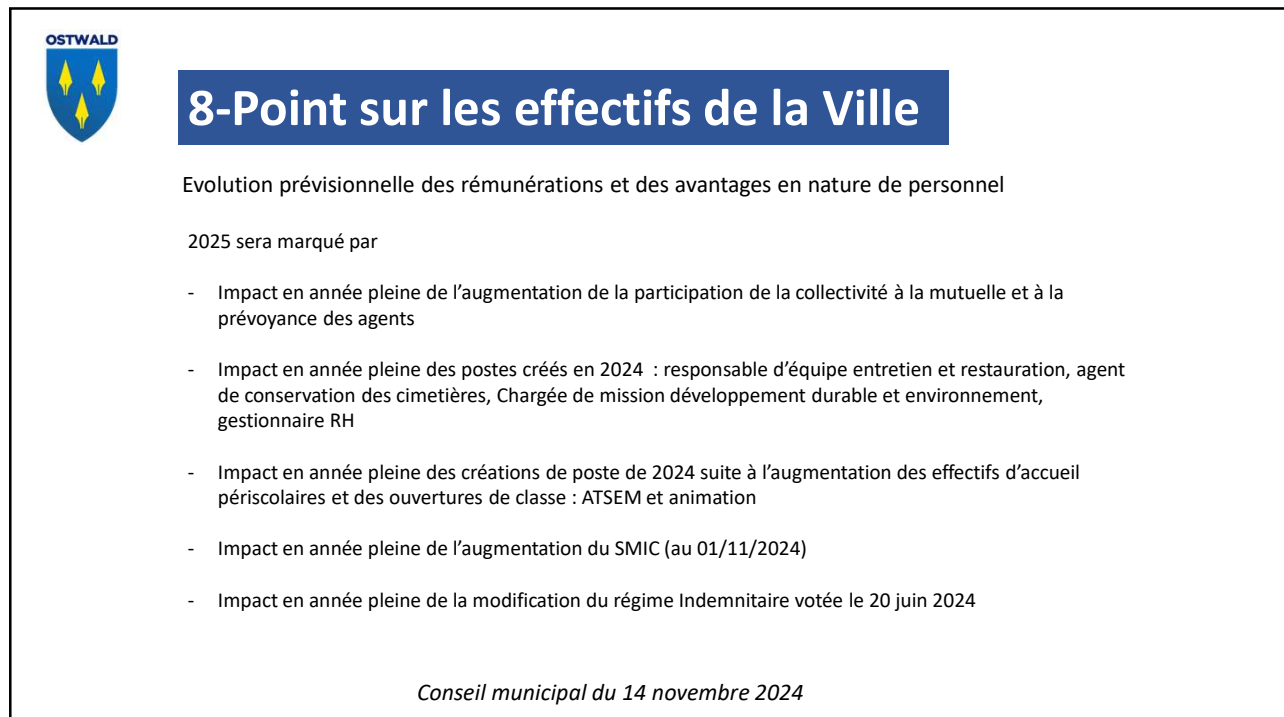 OSTWALD
8-Point sur les effectifs de la Ville
Evolution prévisionnelle des rémunérations et des avantages en nature de personnel
2025 sera marqué par
- Impact en année pleine de l’augmentation de la participation de la collectivité à la mutuelle et à la
prévoyance des agents
- Impact en année pleine des postes créés en 2024 : responsable d’équipe entretien et restauration, agent
de conservation des cimetières, Chargée de mission développement durable et environnement,
gestionnaire RH
- Impact en année pleine des créations de poste de 2024 suite à l’augmentation des effectifs d’accueil
périscolaires et des ouvertures de classe : ATSEM et animation
- Impact en année pleine de l’augmentation du SMIC (au 01/11/2024)
- Impact en année pleine de la modification du régime Indemnitaire votée le 20 juin 2024
Conseil municipal du 14 novembre 2024